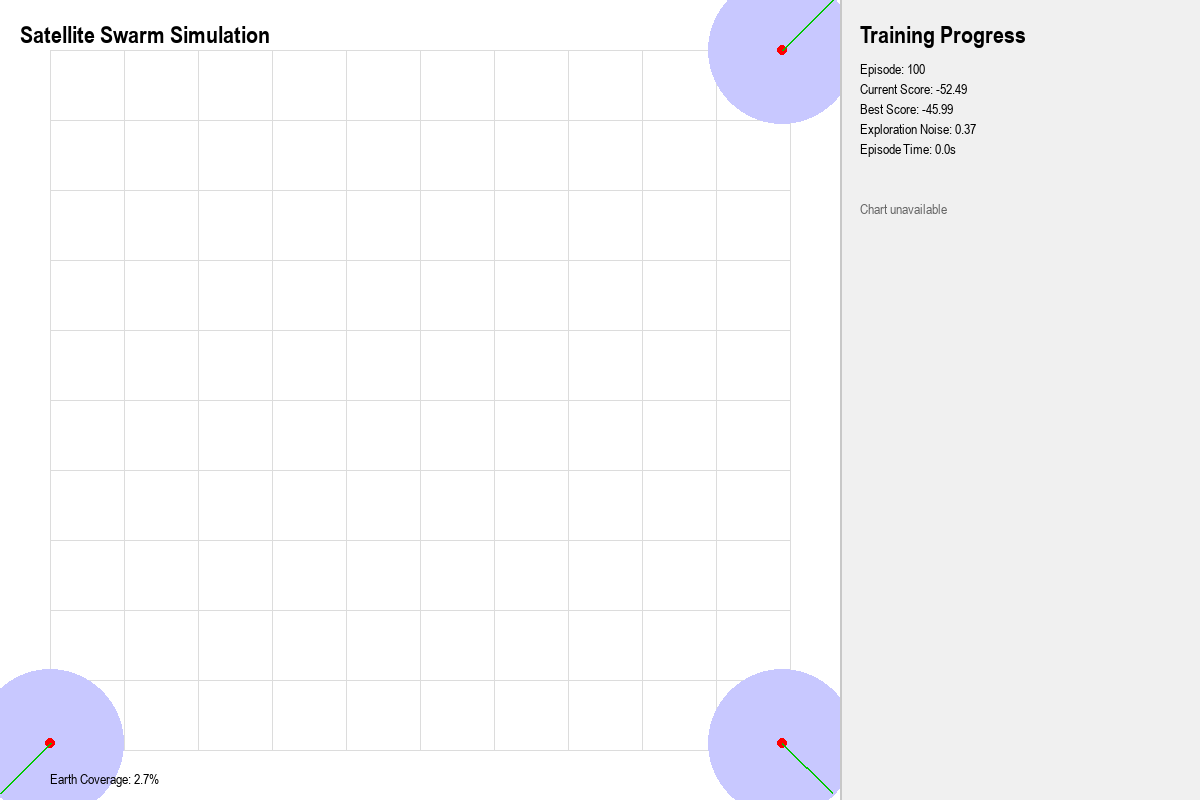 Satellite Swarm Simulation
Earth Coverage: 2.7%
Training Progress
Episode: 100
Current Score: -52.49
Best Score: -45.99
Exploration Noise: 0.37
Episode Time: 0.0s
Chart unavailable